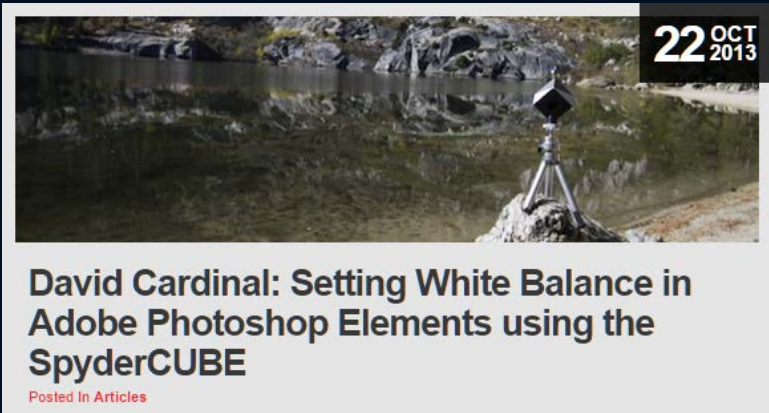 22 OCT
2013
David Cardinal: Setting White Balance in
Adobe Photoshop Elements using the
SpyderCUBE
Posted In Articles